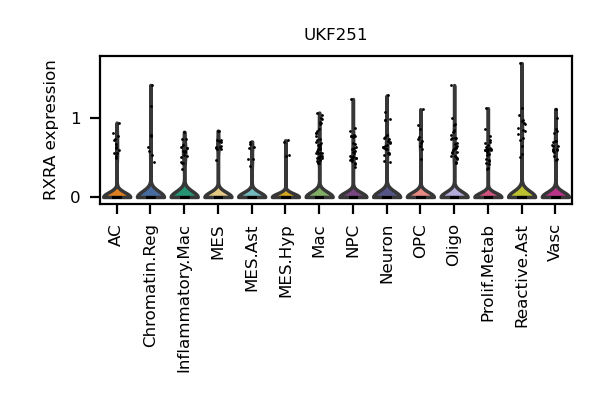 UKF251
RXRA expression
1
0
AC
Chromatin.Reg
Inflammatory.Mac
MES
MES.Ast
MES.Hyp
Mac
NPC
Neuron
OPC
Oligo
Prolif.Metab
Reactive.Ast
Vasc